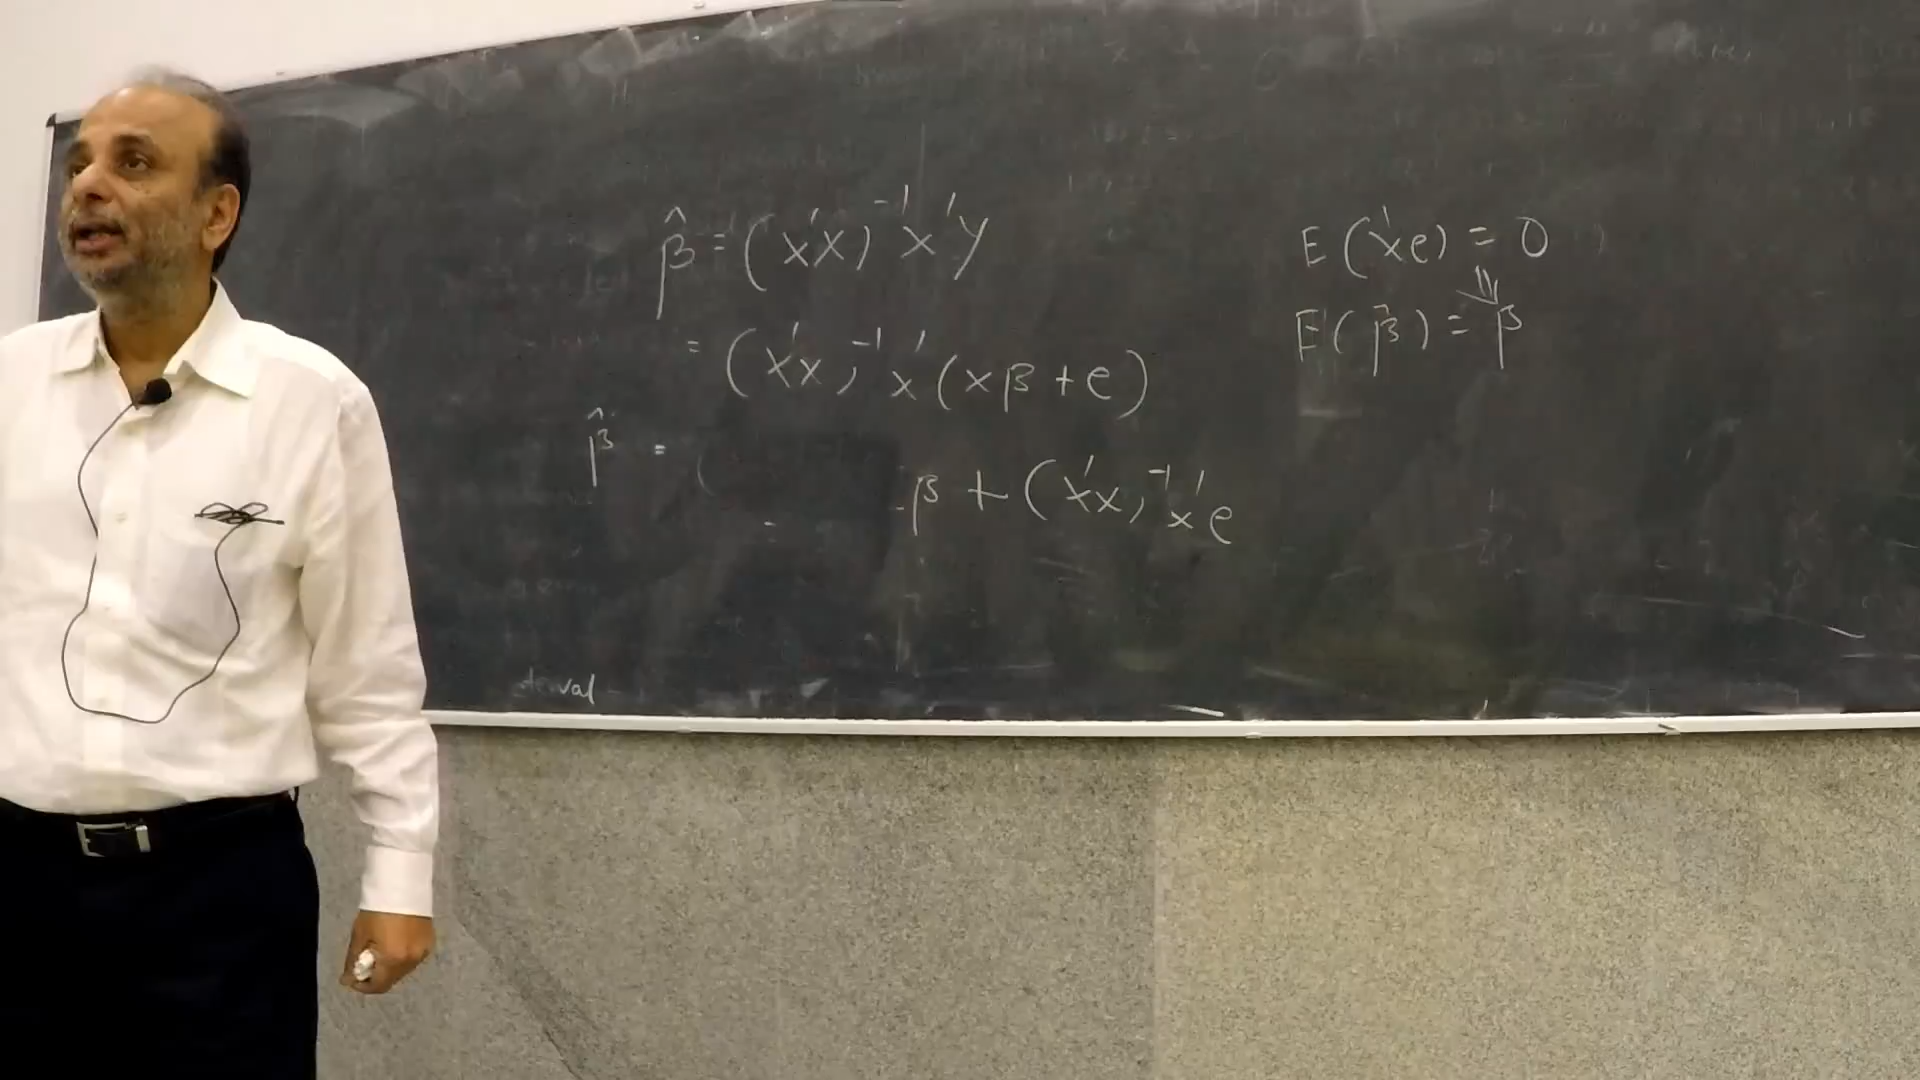 β̂ = (x'x)⁻¹x'y
= (x'x)⁻¹x'(xβ + e)
β̂ = β + (x'x)⁻¹x'e
E(x'e) = 0
⇓
E(β̂) = β